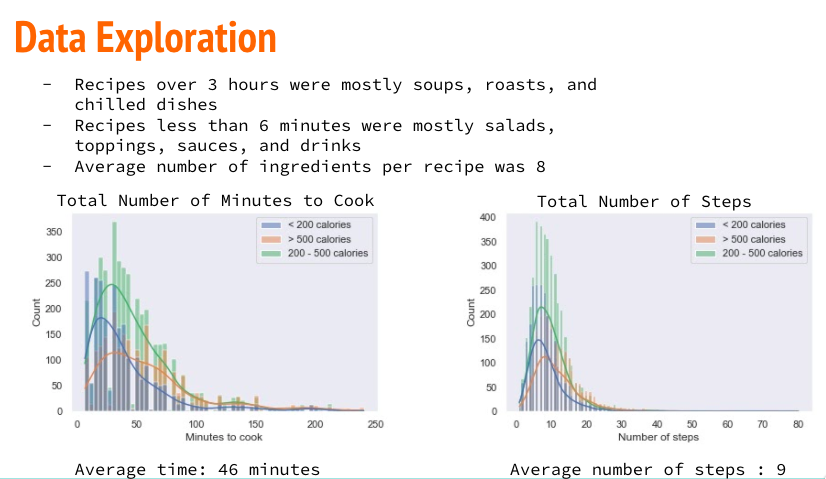 Data Exploration
- Recipes over 3 hours were mostly soups, roasts, and
chilled dishes
- Recipes less than 6 minutes were mostly salads,
toppings, sauces, and drinks
- Average number of ingredients per recipe was 8
Total Number of Minutes to Cook
< 200 calories
> 500 calories
200 - 500 calories
350
300
250
200
150
100
50
0
Count
0 50 100 150 200 250
Minutes to cook
Average time: 46 minutes
Total Number of Steps
< 200 calories
> 500 calories
200 - 500 calories
400
350
300
250
200
150
100
50
0
Count
0 10 20 30 40 50 60 70 80
Number of steps
Average number of steps : 9